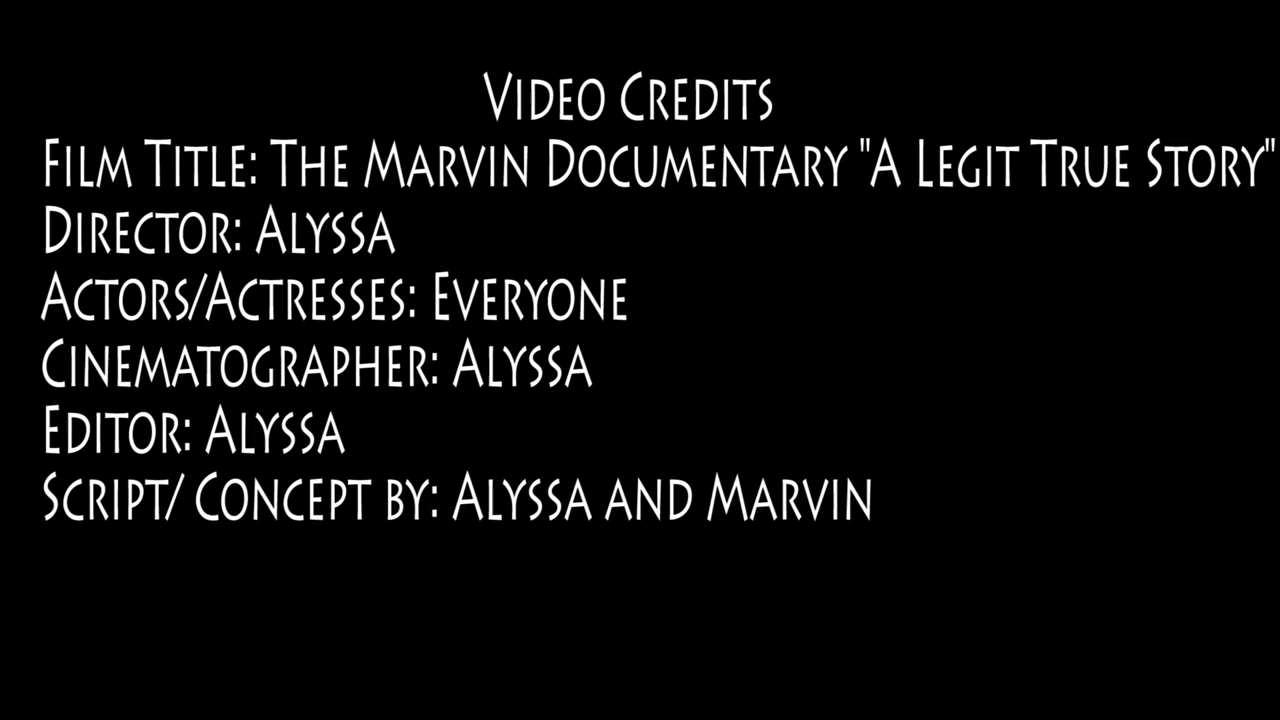 Video Credits
Film Title: The Marvin Documentary "A Legit True Story"
Director: Alyssa
Actors/Actresses: Everyone
Cinematographer: Alyssa
Editor: Alyssa
Script/ Concept by: Alyssa and Marvin